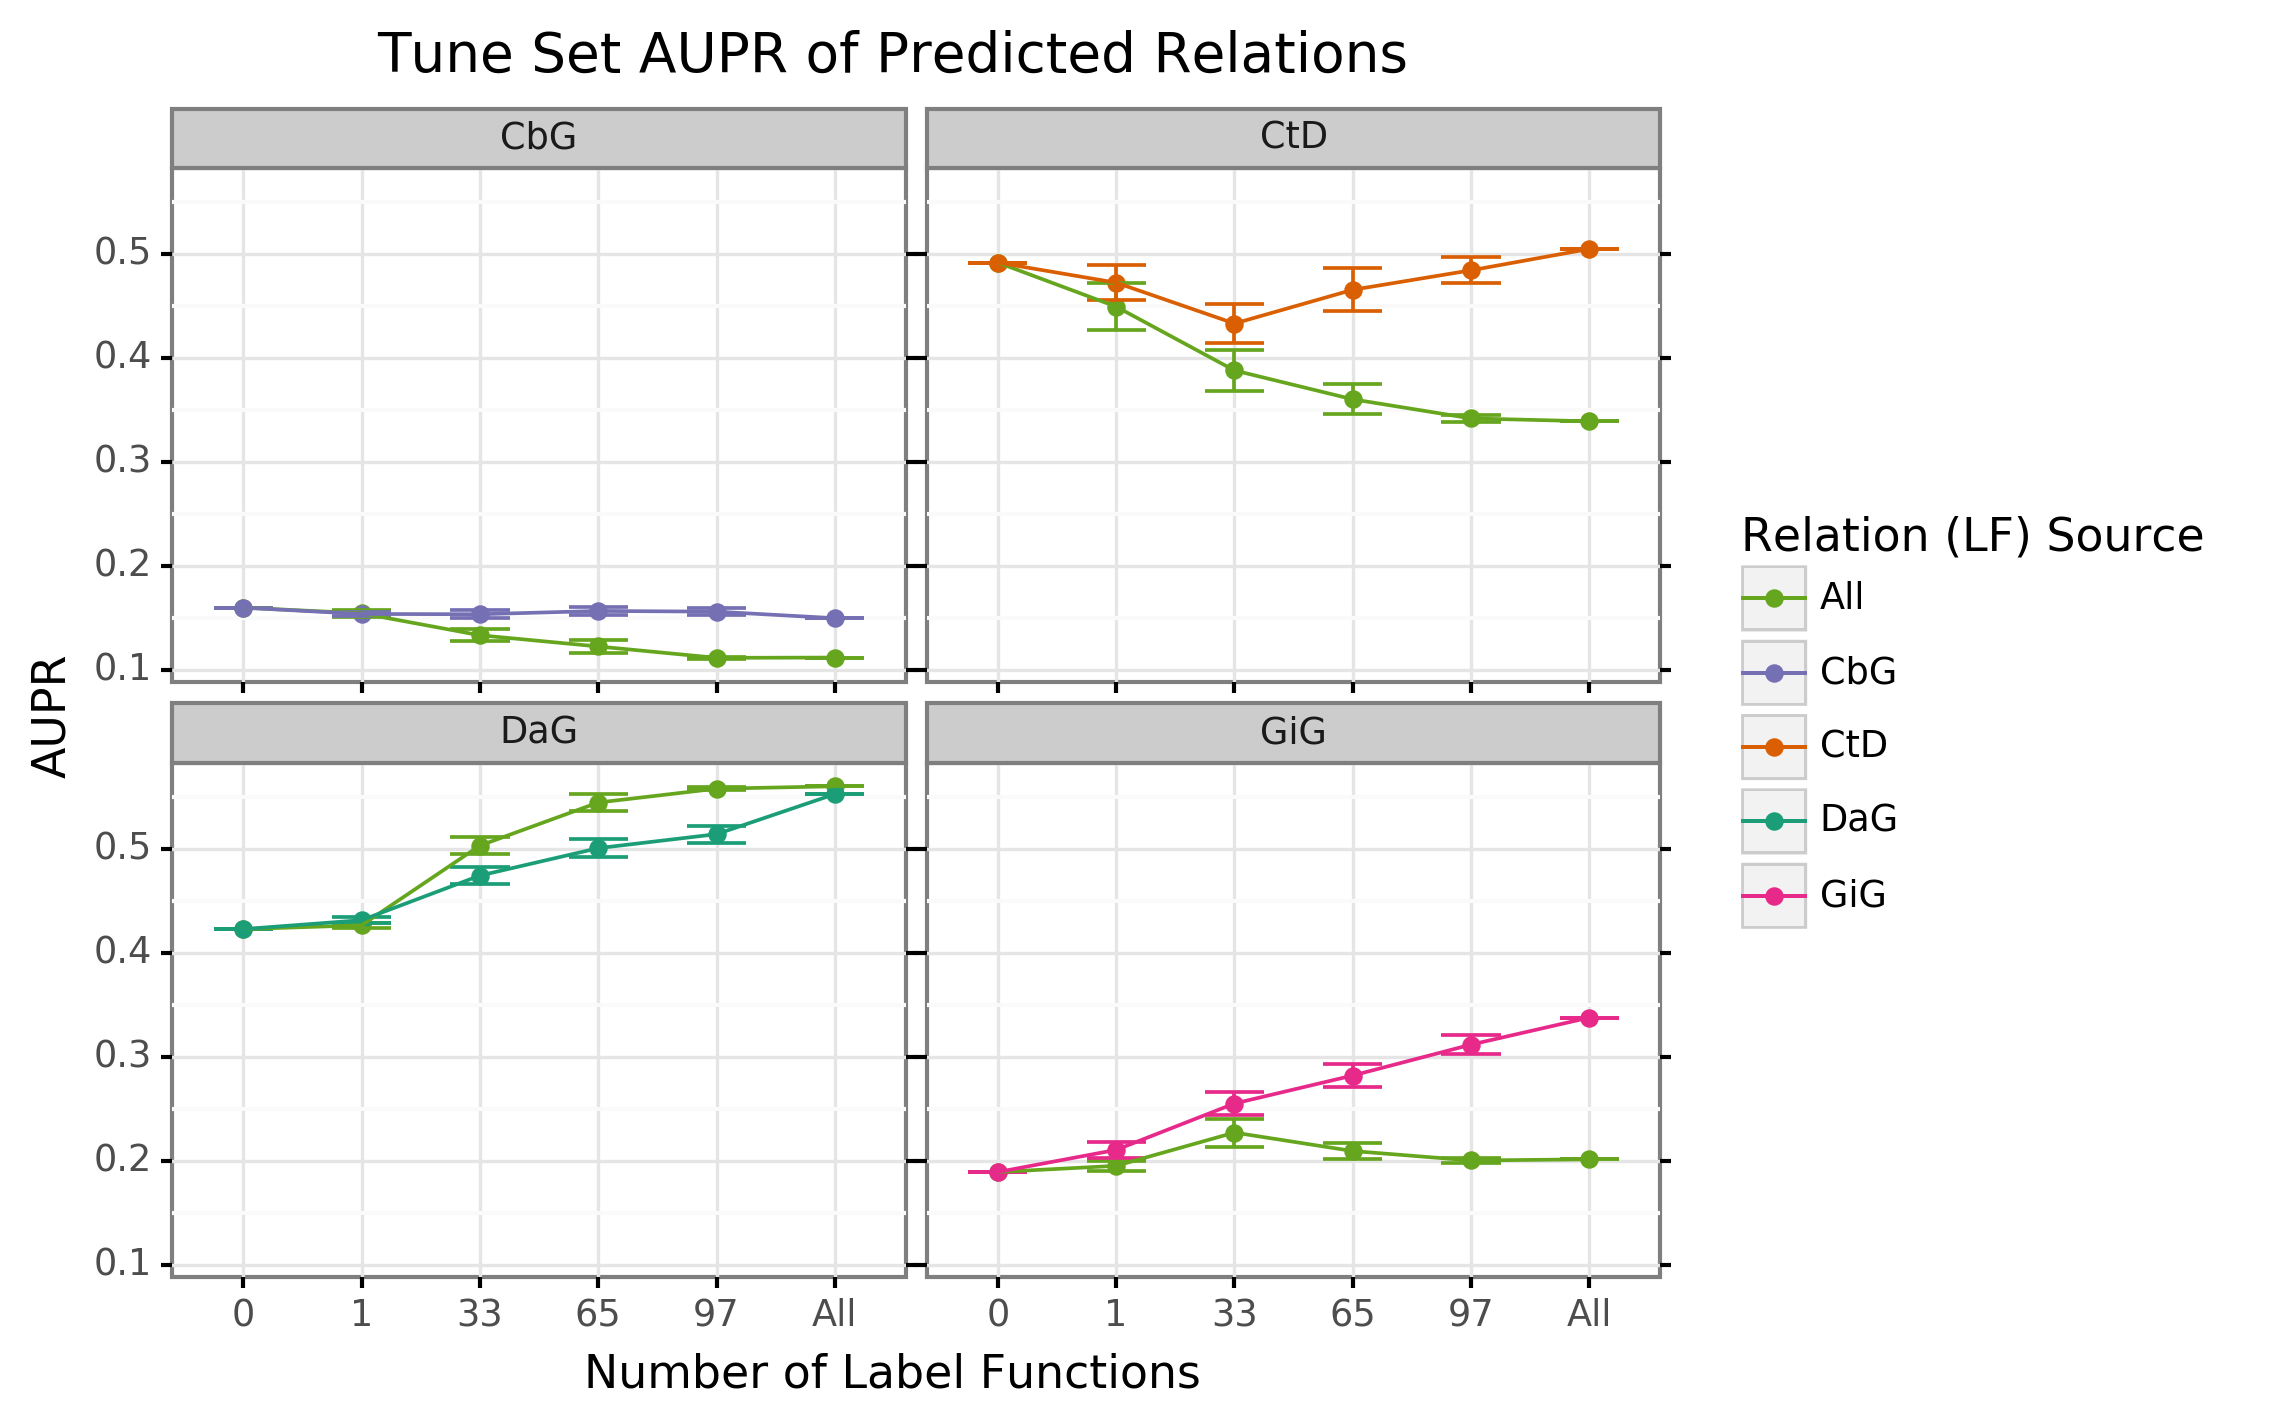 Tune Set AUPR of Predicted Relations
CbG
CtD
0.5
0.4
0.3
0.2
0.1
AUPR
DaG
GiG
0.5
0.4
0.3
0.2
0.1
0 1 33 65 97 All
0 1 33 65 97 All
Number of Label Functions
Relation (LF) Source
All
CbG
CtD
DaG
GiG